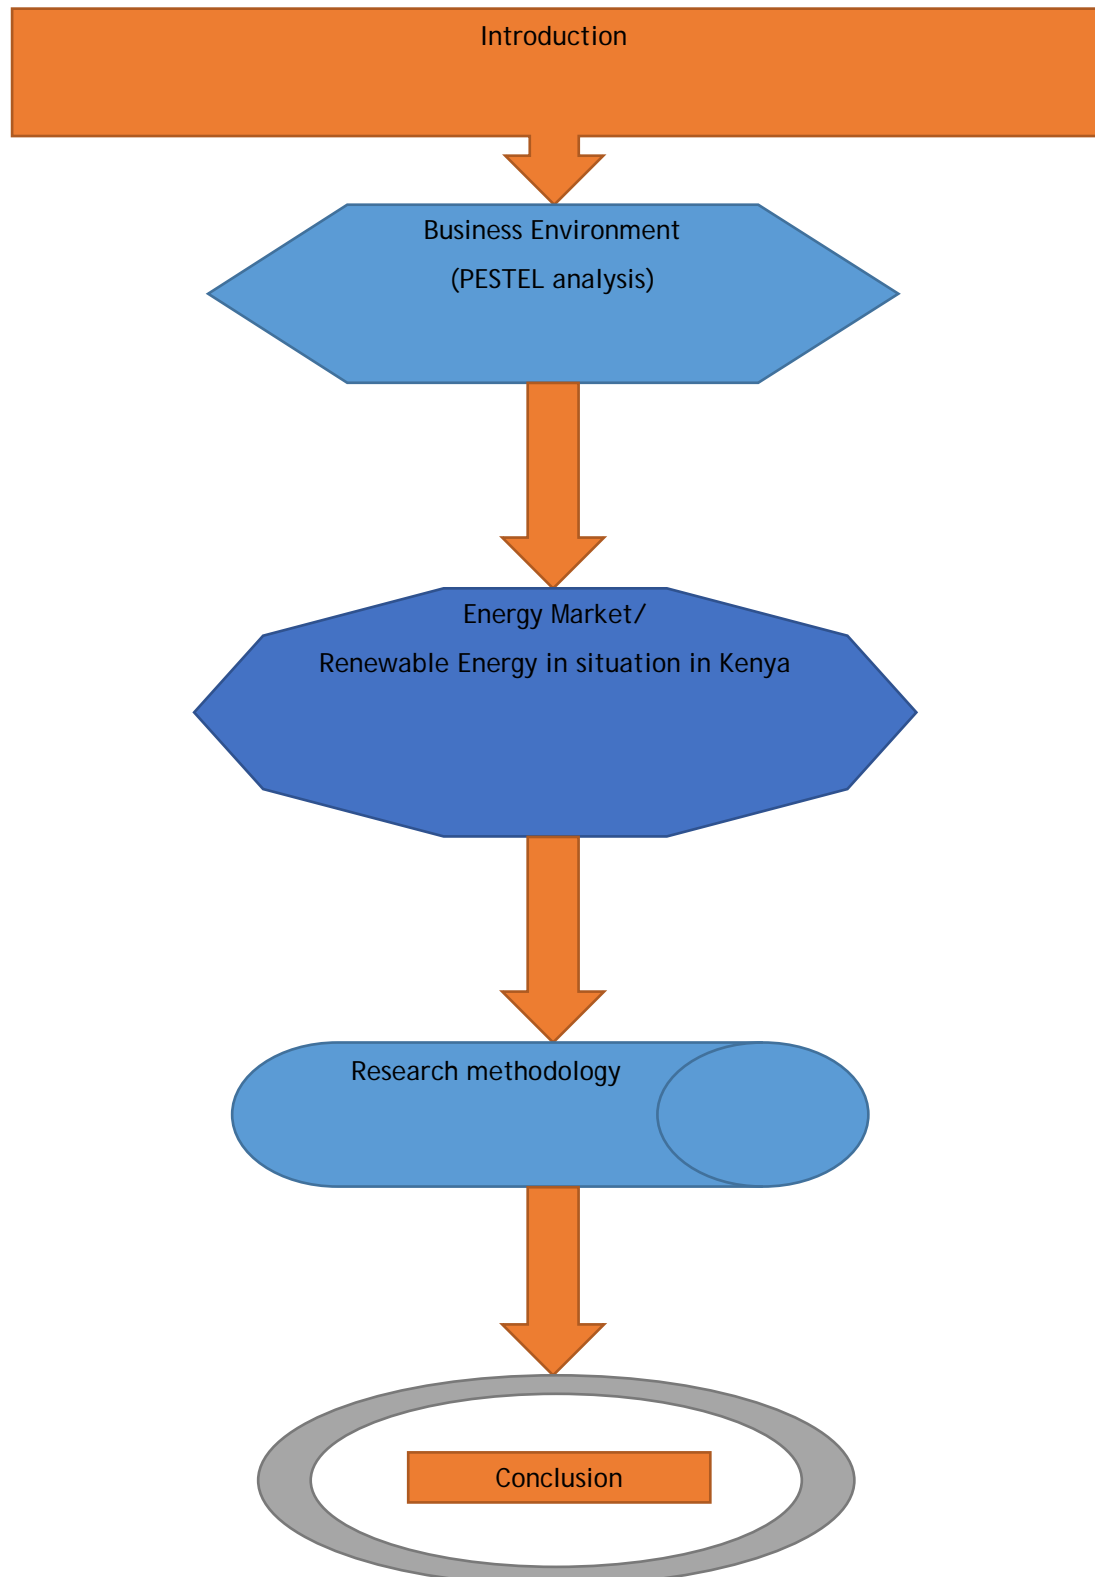 Introduction
Business Environment
(PESTEL analysis)
Energy Market/
Renewable Energy in situation in Kenya
Research methodology
Conclusion